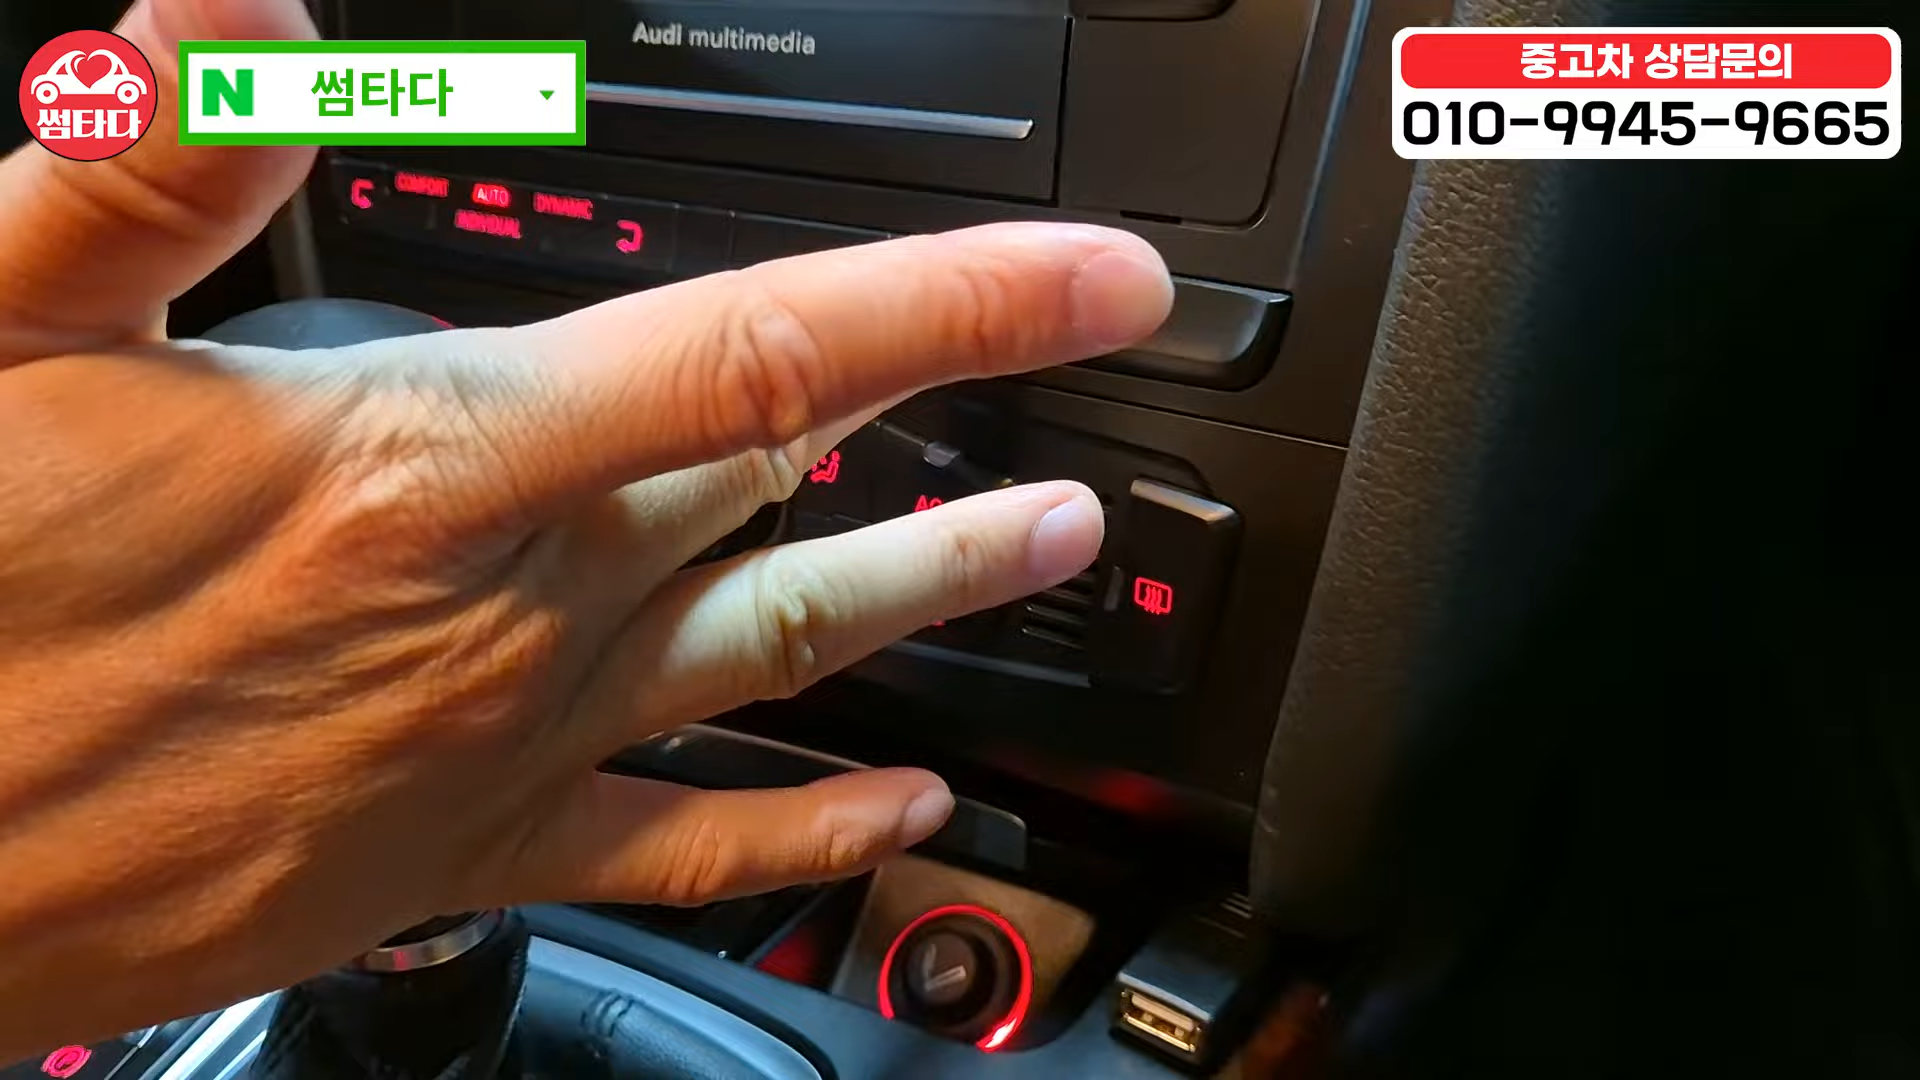 썸타다
N 썸타다
중고차 상담문의
010-9945-9665
Audi multimedia
COMFORT AUTO DYNAMIC
INDIVIDUAL